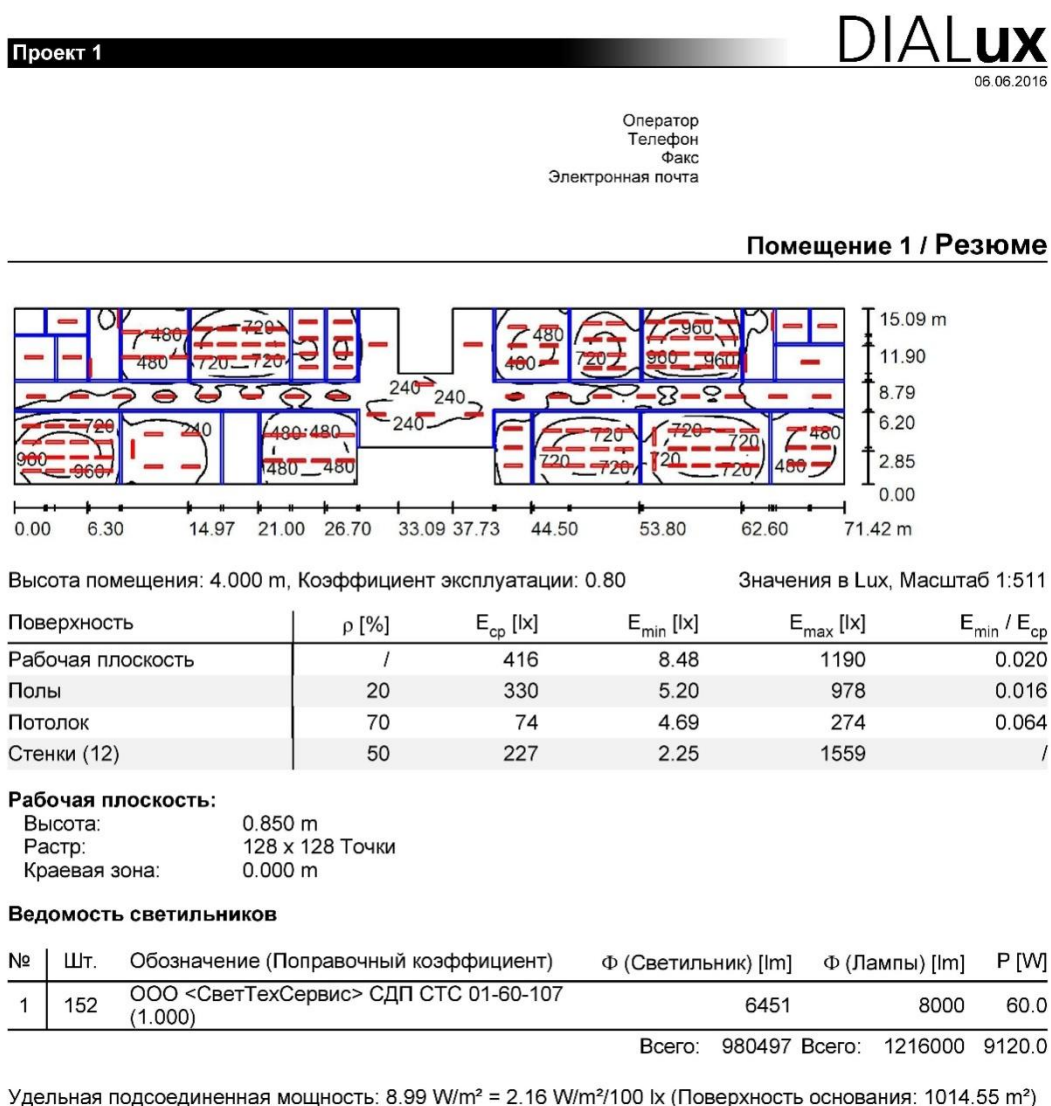 DIALux
Проект 1
06.06.2016
Оператор
Телефон
Факс
Электронная почта
Помещение 1 / Резюме
480 720 480 960
480 720 720 460 720 960 960
240 240
240
720 240 480 480 720 720 720 480
900 960 480 480 720 720 720 720 480
15.09 m
11.90
8.79
6.20
2.85
0.00
0.00 6.30 14.97 21.00 26.70 33.09 37.73 44.50 53.80 62.60 71.42 m
Высота помещения: 4.000 m, Коэффициент эксплуатации: 0.80 Значения в Lux, Масштаб 1:511
Поверхность ρ [%] Eср [lx] Emin [lx] Emax [lx] Emin / Eср
Рабочая плоскость / 416 8.48 1190 0.020
Полы 20 330 5.20 978 0.016
Потолок 70 74 4.69 274 0.064
Стенки (12) 50 227 2.25 1559 /
Рабочая плоскость:
Высота: 0.850 m
Растр: 128 x 128 Точки
Краевая зона: 0.000 m
Ведомость светильников
№ Шт. Обозначение (Поправочный коэффициент) Φ (Светильник) [lm] Φ (Лампы) [lm] P [W]
1 152 ООО <СветТехСервис> СДП СТС 01-60-107 6451 8000 60.0
(1.000)
Всего: 980497 Всего: 1216000 9120.0
Удельная подсоединенная мощность: 8.99 W/m² = 2.16 W/m²/100 lx (Поверхность основания: 1014.55 m²)